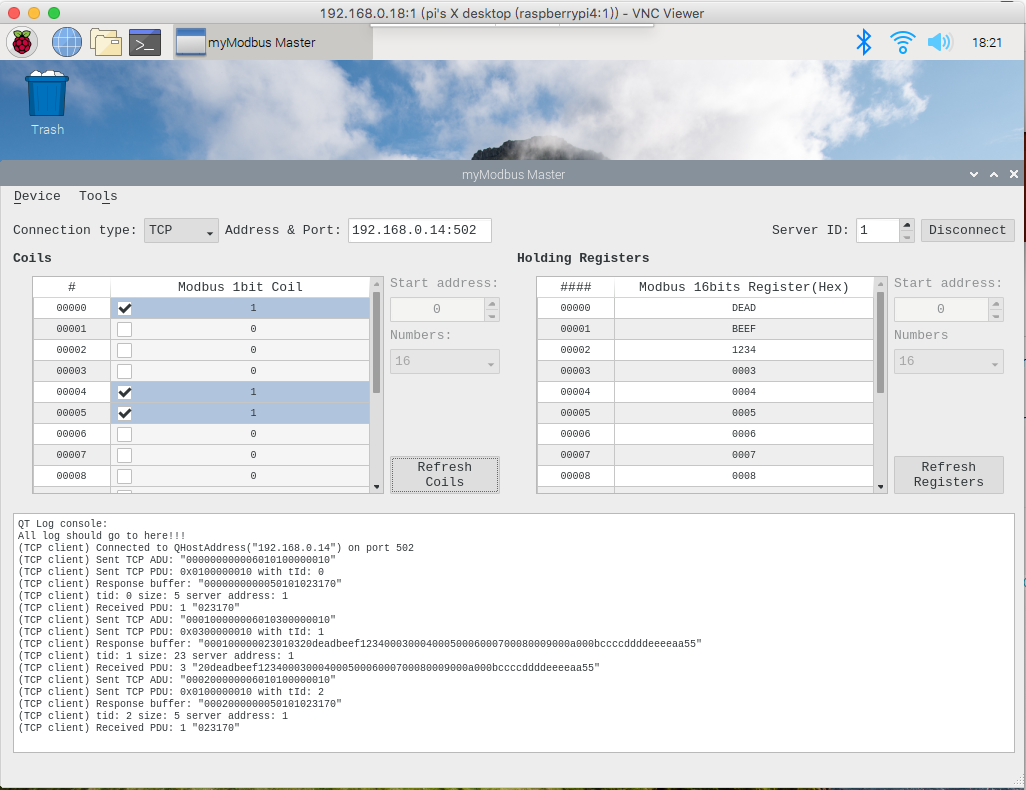 192.168.0.18:1 (pi's X desktop (raspberrypi4:1)) - VNC Viewer
myModbus Master
18:21
Trash
myModbus Master
Device Tools
Connection type: TCP Address & Port: 192.168.0.14:502 Server ID: 1 Disconnect
Coils Holding Registers
# Modbus 1bit Coil Start address: #### Modbus 16bits Register(Hex) Start address:
00000 1 0 00000 DEAD 0
00001 0 Numbers: 00001 BEEF Numbers
00002 0 16 00002 1234 16
00003 0 00003 0003
00004 1 00004 0004
00005 1 00005 0005
00006 0 00006 0006
00007 0 00007 0007
00008 0 00008 0008
Refresh Coils Refresh Registers
QT Log console:
All log should go to here!!!
(TCP client) Connected to QHostAddress("192.168.0.14") on port 502
(TCP client) Sent TCP ADU: "000000000006010100000010"
(TCP client) Sent TCP PDU: 0x0100000010 with tId: 0
(TCP client) Response buffer: "0000000000050101023170"
(TCP client) tid: 0 size: 5 server address: 1
(TCP client) Received PDU: 1 "023170"
(TCP client) Sent TCP ADU: "000100000006010300000010"
(TCP client) Sent TCP PDU: 0x0300000010 with tId: 1
(TCP client) Response buffer: "000100000023010320deadbeef12340003000400050006000700080009000a000bccccddddeeeeaa55"
(TCP client) tid: 1 size: 23 server address: 1
(TCP client) Received PDU: 3 "20deadbeef12340003000400050006000700080009000a000bccccddddeeeeaa55"
(TCP client) Sent TCP ADU: "000200000006010100000010"
(TCP client) Sent TCP PDU: 0x0100000010 with tId: 2
(TCP client) Response buffer: "0002000000050101023170"
(TCP client) tid: 2 size: 5 server address: 1
(TCP client) Received PDU: 1 "023170"